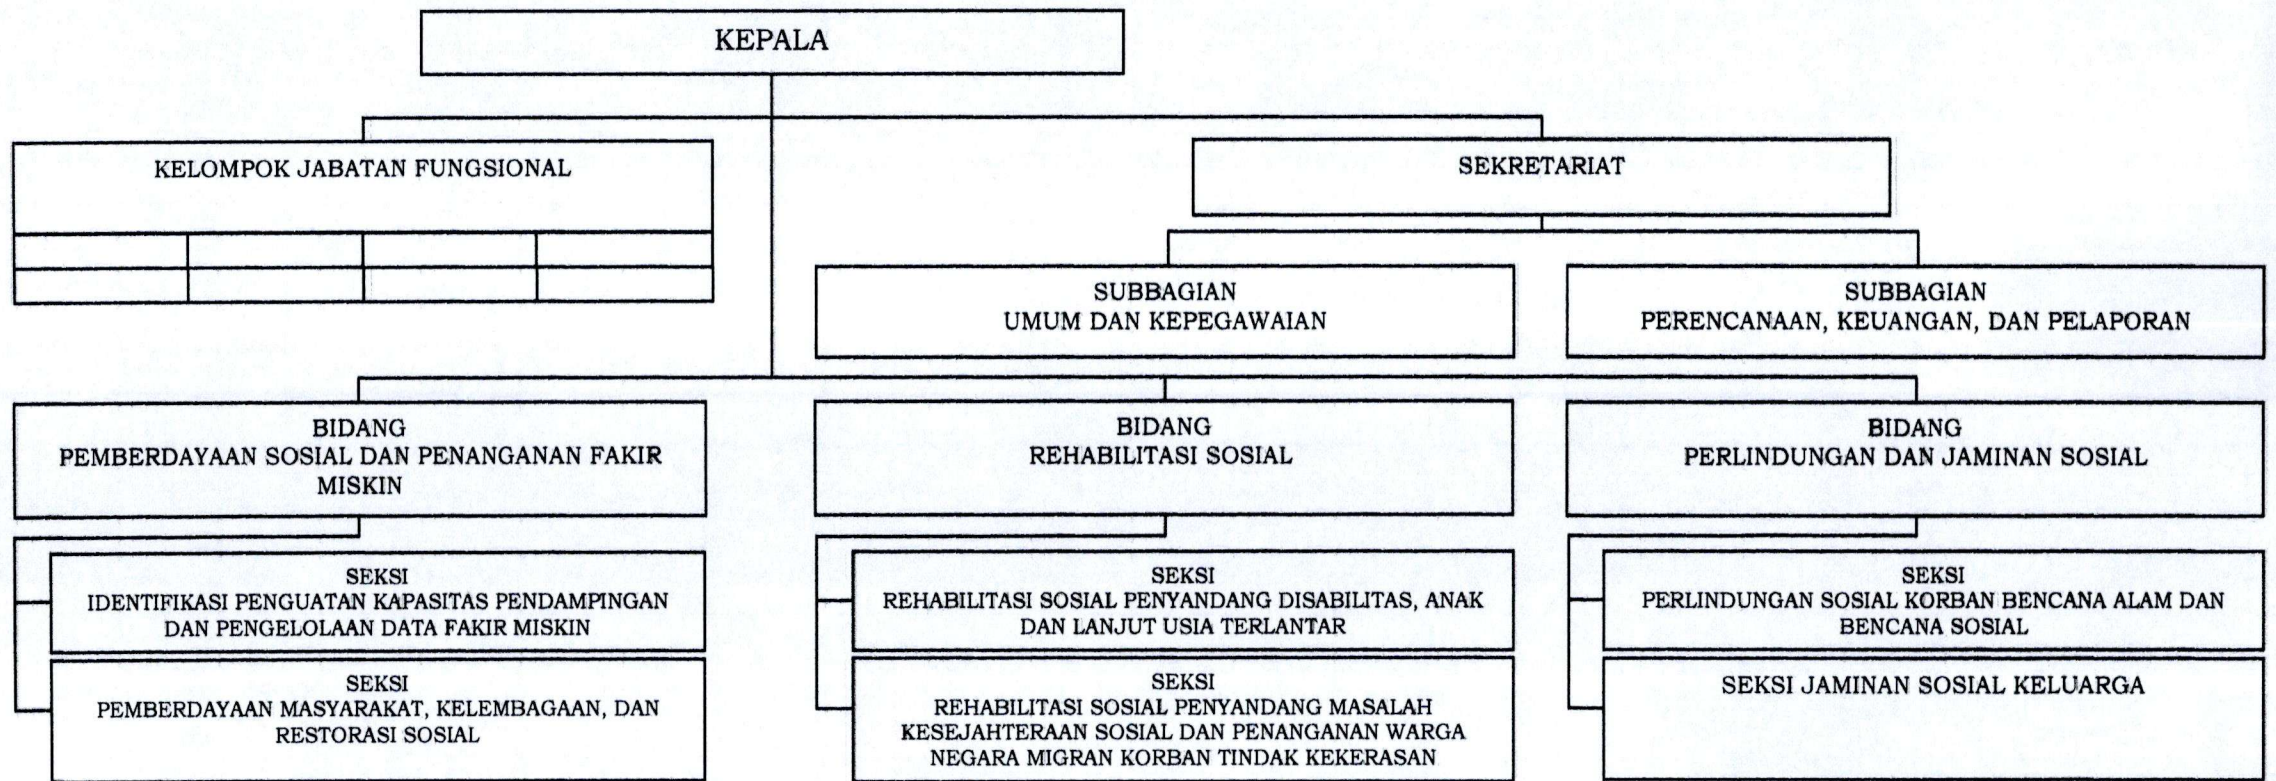 KEPALA
KELOMPOK JABATAN FUNGSIONAL
SEKRETARIAT
SUBBAGIAN
UMUM DAN KEPEGAWAIAN
SUBBAGIAN
PERENCANAAN, KEUANGAN, DAN PELAPORAN
BIDANG
PEMBERDAYAAN SOSIAL DAN PENANGANAN FAKIR
MISKIN
BIDANG
REHABILITASI SOSIAL
BIDANG
PERLINDUNGAN DAN JAMINAN SOSIAL
SEKSI
IDENTIFIKASI PENGUATAN KAPASITAS PENDAMPINGAN
DAN PENGELOLAAN DATA FAKIR MISKIN
SEKSI
PEMBERDAYAAN MASYARAKAT, KELEMBAGAAN, DAN
RESTORASI SOSIAL
SEKSI
REHABILITASI SOSIAL PENYANDANG DISABILITAS, ANAK
DAN LANJUT USIA TERLANTAR
SEKSI
REHABILITASI SOSIAL PENYANDANG MASALAH
KESEJAHTERAAN SOSIAL DAN PENANGANAN WARGA
NEGARA MIGRAN KORBAN TINDAK KEKERASAN
SEKSI
PERLINDUNGAN SOSIAL KORBAN BENCANA ALAM DAN
BENCANA SOSIAL
SEKSI JAMINAN SOSIAL KELUARGA